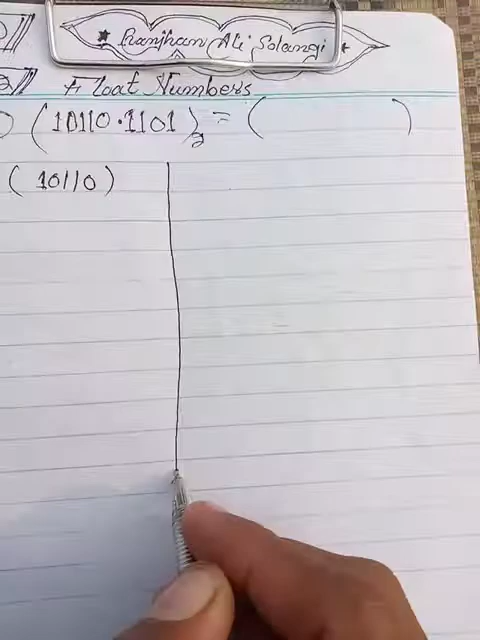 ★ Ranjhan Ali Solangi ★
Float Numbers
(10110.1101)₂ = ( )
(10110)